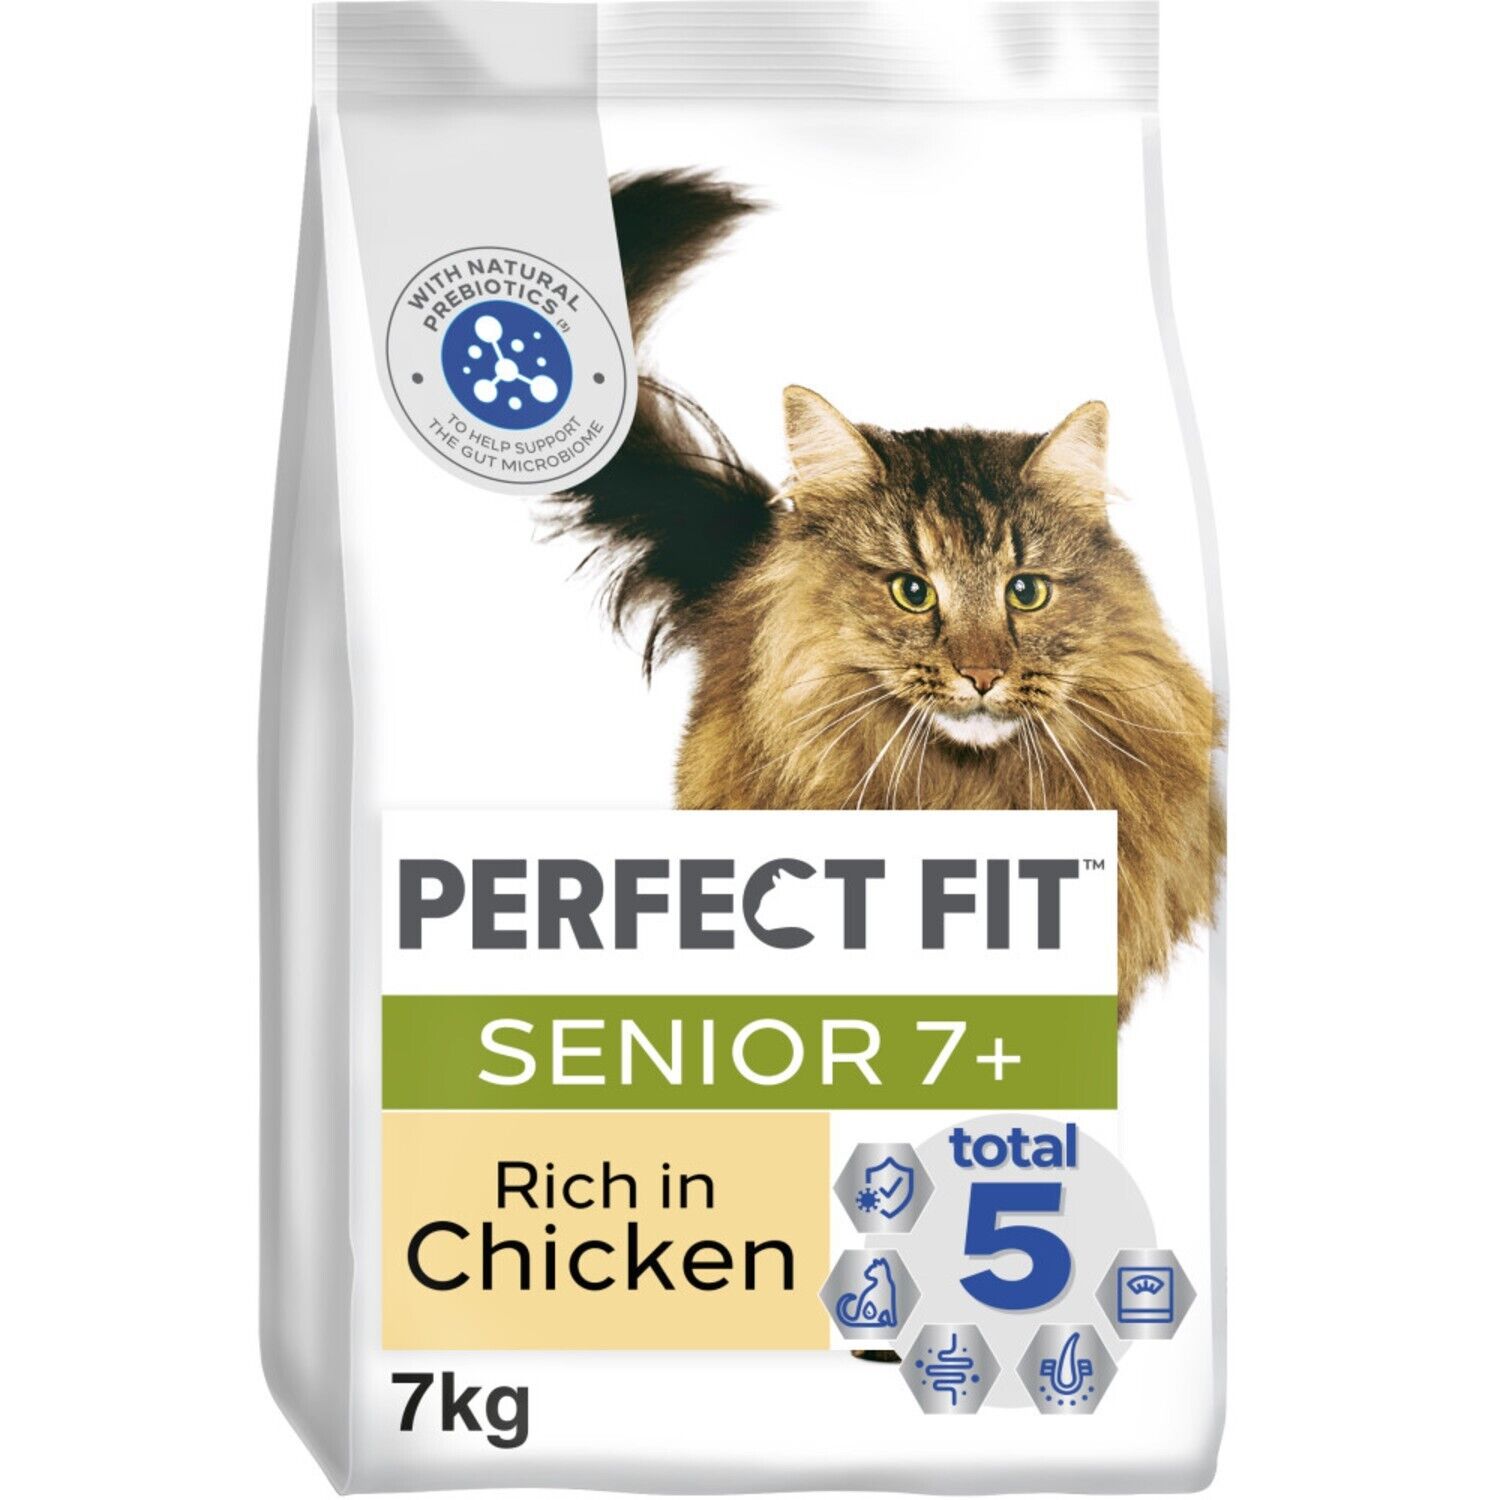 WITH NATURAL
PREBIOTICS(3)
TO HELP SUPPORT
THE GUT MICROBIOME
PERFECT FIT™
SENIOR 7+
Rich in
Chicken
total
5
7kg